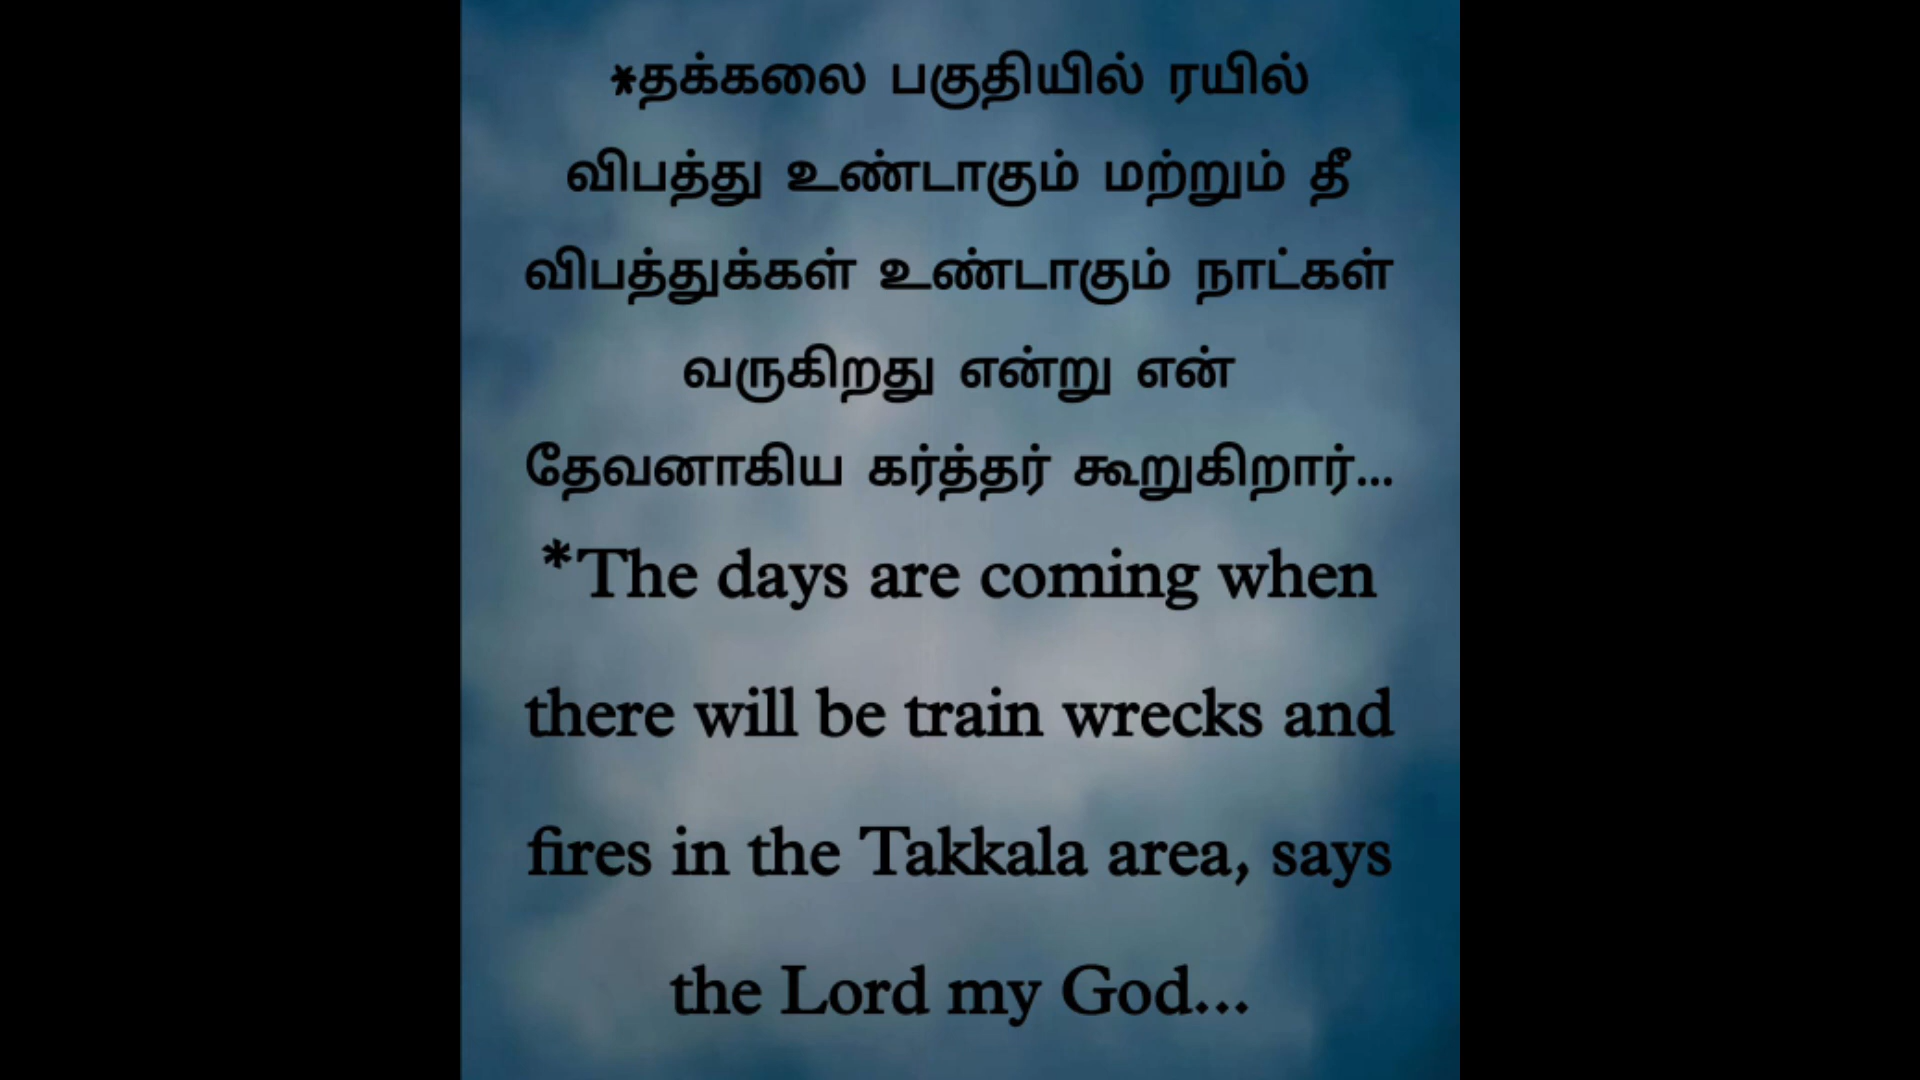 *தக்கலை பகுதியில் ரயில்
விபத்து உண்டாகும் மற்றும் தீ
விபத்துக்கள் உண்டாகும் நாட்கள்
வருகிறது என்று என்
தேவனாகிய கர்த்தர் கூறுகிறார்...
*The days are coming when
there will be train wrecks and
fires in the Takkala area, says
the Lord my God...